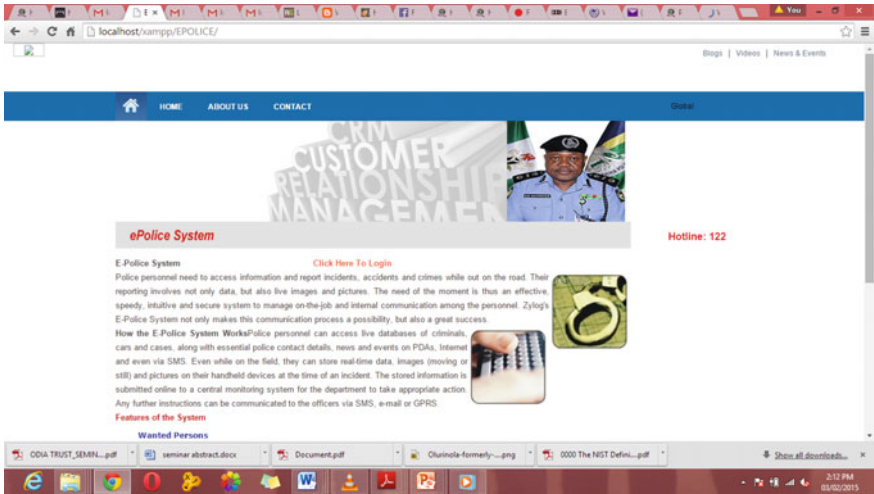 You
localhost/xampp/EPOLICE/
Blogs | Videos | News & Events
HOME ABOUT US CONTACT
Global
CRM
CUSTOMER
RELATIONSHIP
MANAGEMEN
ePolice System
Hotline: 122
E-Police System Click Here To Login
Police personnel need to access information and report incidents, accidents and crimes while out on the road. Their
reporting involves not only data, but also live images and pictures. The need of the moment is thus an effective,
speedy, intuitive and secure system to manage on-the-job and internal communication among the personnel. Zylog's
E-Police System not only makes this communication process a possibility, but also a great success.
How the E-Police System WorksPolice personnel can access live databases of criminals,
cars and cases, along with essential police contact details, news and events on PDAs, Internet
and even via SMS. Even while on the field, they can store real-time data, images (moving or
still) and pictures on their handheld devices at the time of an incident. The stored information is
submitted online to a central monitoring system for the department to take appropriate action.
Any further instructions can be communicated to the officers via SMS, e-mail or GPRS.
Features of the System
Wanted Persons
ODIA TRUST_SEMIN....pdf seminar abstract.docx Document.pdf Olurinola-formerly-....png 0000 The NIST Defini....pdf Show all downloads...
2:12 PM
03/02/2015